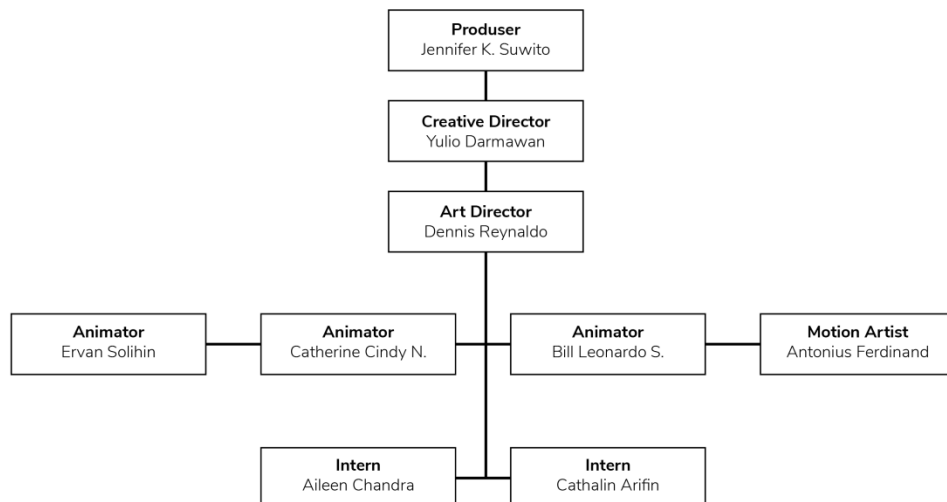 Produser
Jennifer K. Suwito
Creative Director
Yulio Darmawan
Art Director
Dennis Reynaldo
Animator
Ervan Solihin
Animator
Catherine Cindy N.
Animator
Bill Leonardo S.
Motion Artist
Antonius Ferdinand
Intern
Aileen Chandra
Intern
Cathalin Arifin